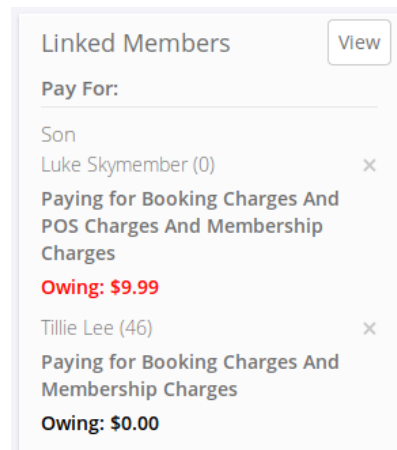 Linked Members
View
Pay For:
Son
Luke Skymember (0)
Paying for Booking Charges And
POS Charges And Membership
Charges
Owing: $9.99
Tillie Lee (46)
Paying for Booking Charges And
Membership Charges
Owing: $0.00